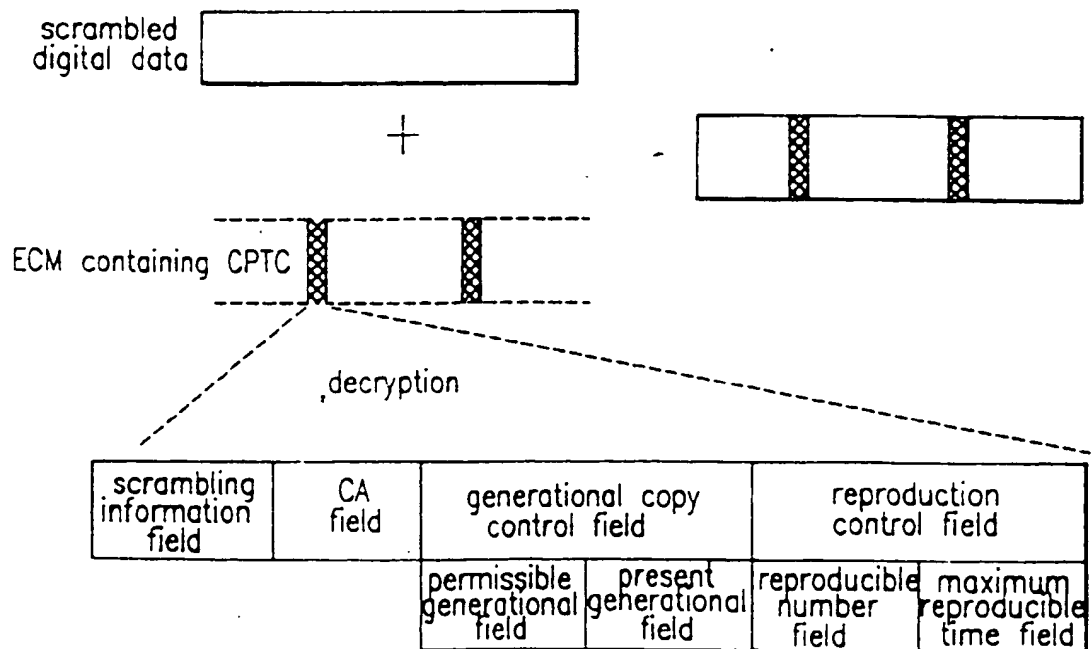 scrambled
digital data
+
ECM containing CPTC
decryption
scrambling
information
field
CA
field
generational copy
control field
reproduction
control field
permissible
generational
field
present
generational
field
reproducible
number
field
maximum
reproducible
time field